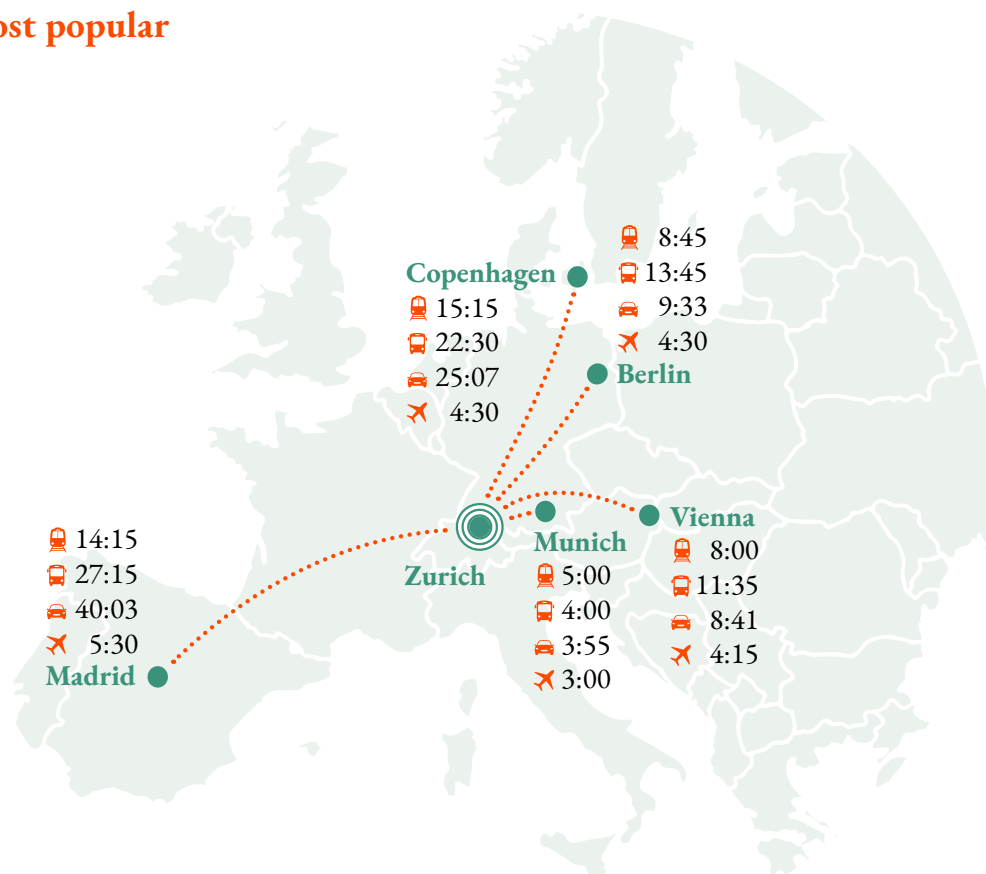 ost popular
8:45
13:45
9:33
4:30
Berlin
Copenhagen
15:15
22:30
25:07
4:30
14:15
27:15
40:03
5:30
Madrid
Zurich
Munich
5:00
4:00
3:55
3:00
Vienna
8:00
11:35
8:41
4:15